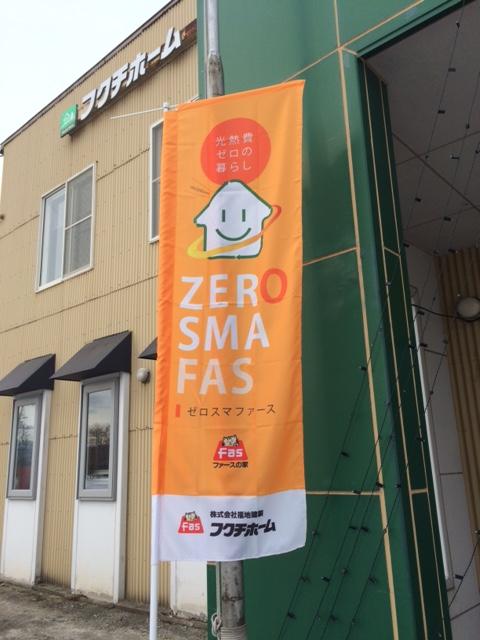 フクチホーム
光熱費
ゼロの
暮らし
ZERO
SMA
FAS
ゼロスマファース
Fas
ファースの家
Fas
株式会社福地建装
フクチホーム